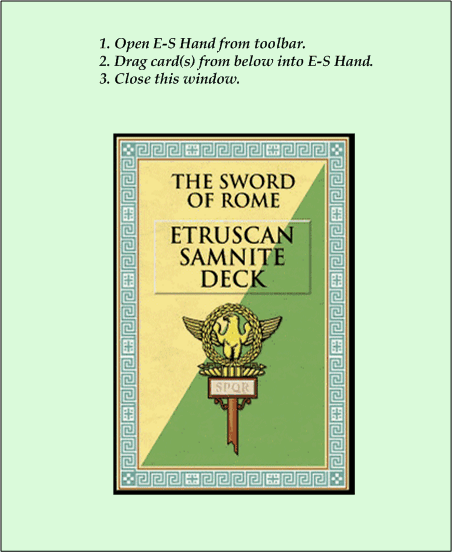 1. Open E-S Hand from toolbar.
2. Drag card(s) from below into E-S Hand.
3. Close this window.
THE SWORD
OF ROME
ETRUSCAN
SAMNITE
DECK
SPQR